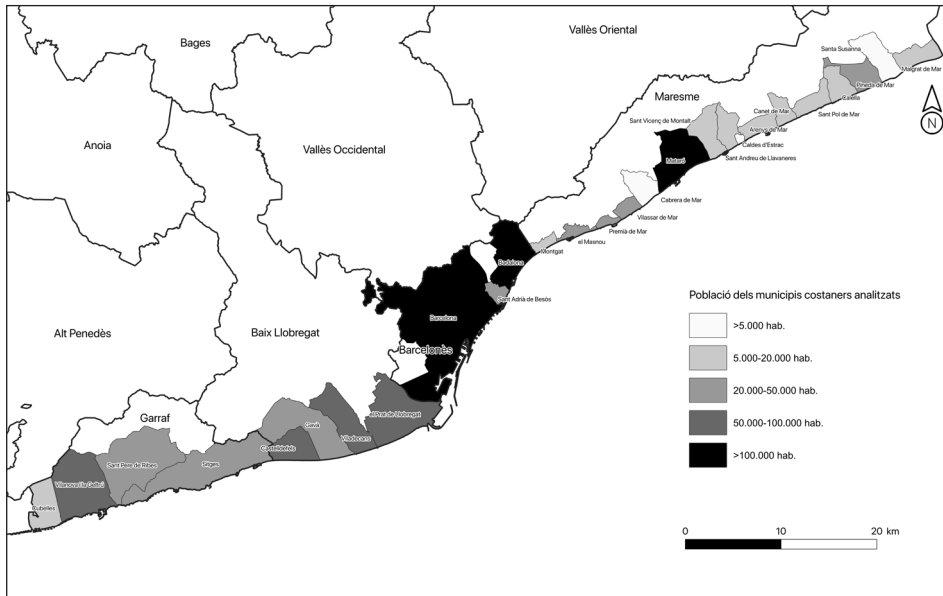 Bages
Vallès Oriental
Santa Susanna
Malgrat de Mar
Pineda de Mar
Maresme
Calella
Canet de Mar
Sant Pol de Mar
Sant Vicenç de Montalt
Arenys de Mar
Caldes d'Estrac
Sant Andreu de Llavaneres
N
Anoia
Vallès Occidental
Mataró
Cabrera de Mar
Vilassar de Mar
Premià de Mar
el Masnou
Montgat
Badalona
Sant Adrià de Besòs
Barcelona
Alt Penedès
Baix Llobregat
Barcelonès
Garraf
el Prat de Llobregat
Gavà
Viladecans
Castelldefels
Sant Pere de Ribes
Sitges
Vilanova i la Geltrú
Cubelles
Població dels municipis costaners analitzats
>5.000 hab.
5.000-20.000 hab.
20.000-50.000 hab.
50.000-100.000 hab.
>100.000 hab.
0 10 20 km